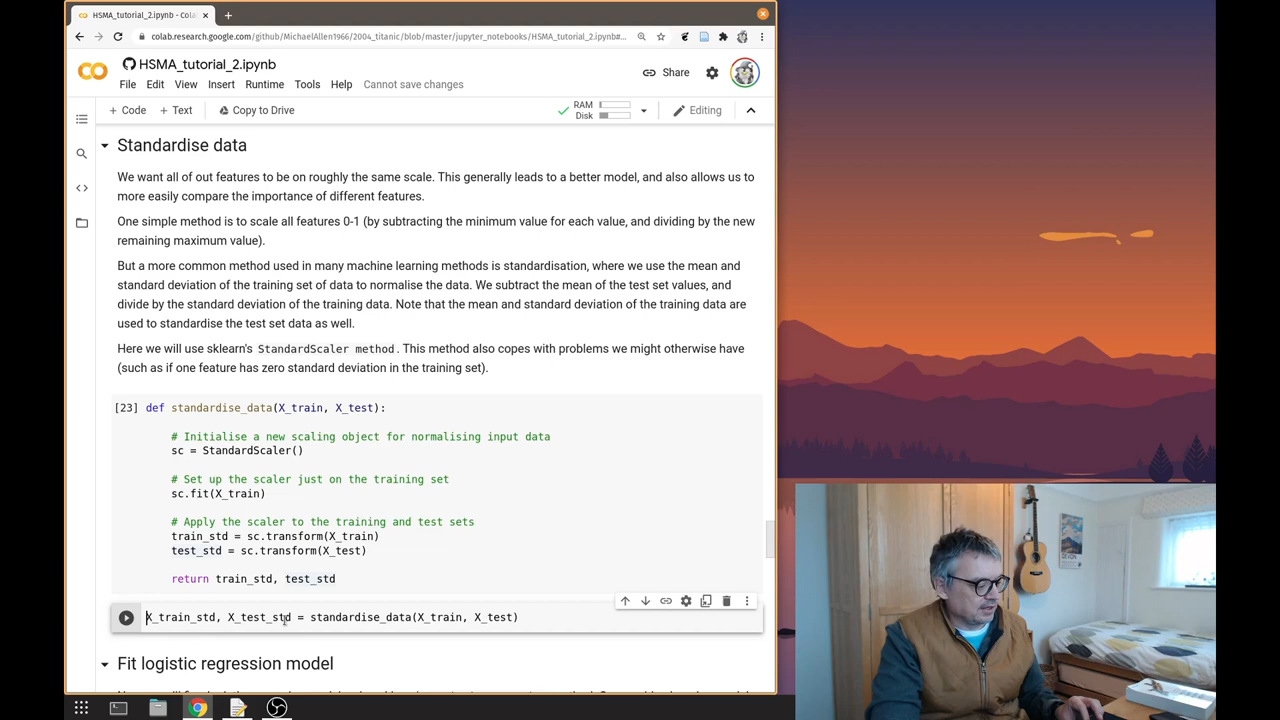 HSMA_tutorial_2.ipynb - Cola
colab.research.google.com/github/MichaelAllen1966/2004_titanic/blob/master/jupyter_notebooks/HSMA_tutorial_2.ipynb#...
HSMA_tutorial_2.ipynb
Share
File Edit View Insert Runtime Tools Help Cannot save changes
+ Code + Text Copy to Drive
RAM
Disk
Editing
Standardise data
We want all of out features to be on roughly the same scale. This generally leads to a better model, and also allows us to
more easily compare the importance of different features.
One simple method is to scale all features 0-1 (by subtracting the minimum value for each value, and dividing by the new
remaining maximum value).
But a more common method used in many machine learning methods is standardisation, where we use the mean and
standard deviation of the training set of data to normalise the data. We subtract the mean of the test set values, and
divide by the standard deviation of the training data. Note that the mean and standard deviation of the training data are
used to standardise the test set data as well.
Here we will use sklearn's StandardScaler method. This method also copes with problems we might otherwise have
(such as if one feature has zero standard deviation in the training set).
[23] def standardise_data(X_train, X_test):
# Initialise a new scaling object for normalising input data
sc = StandardScaler()
# Set up the scaler just on the training set
sc.fit(X_train)
# Apply the scaler to the training and test sets
train_std = sc.transform(X_train)
test_std = sc.transform(X_test)
return train_std, test_std
X_train_std, X_test_std = standardise_data(X_train, X_test)
Fit logistic regression model
DEVON